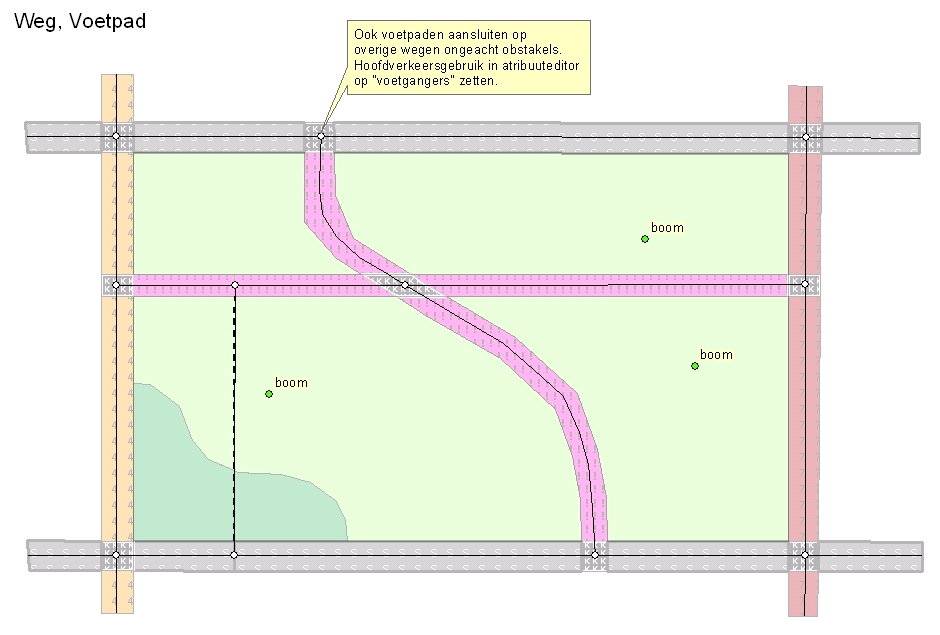 Weg, Voetpad
Ook voetpaden aansluiten op
overige wegen ongeacht obstakels.
Hoofdverkeersgebruik in atribuuteditor
op "voetgangers" zetten.
boom
boom
boom